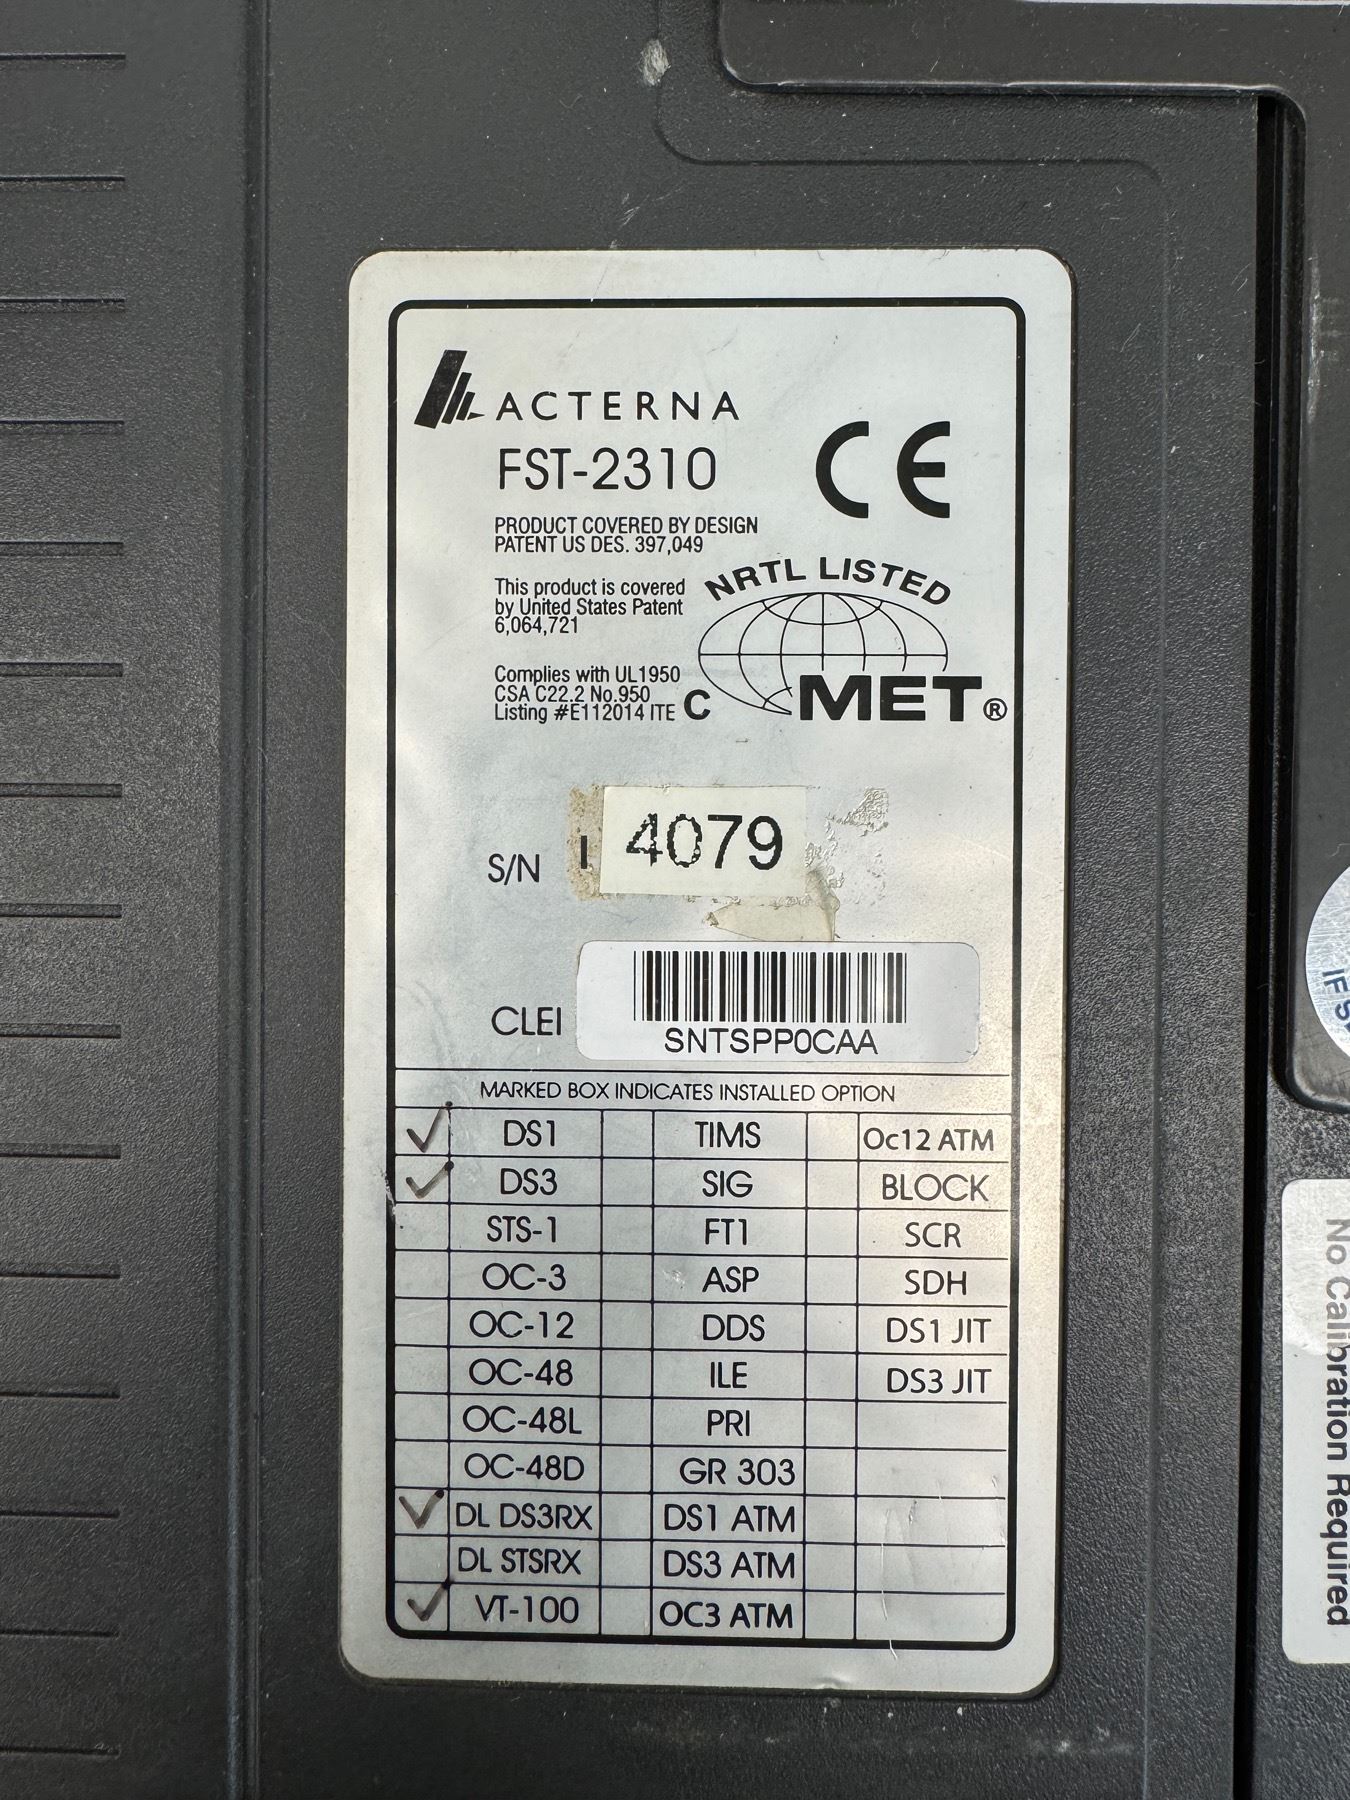 ACTERNA
FST-2310
CE
PRODUCT COVERED BY DESIGN
PATENT US DES. 397,049
This product is covered
by United States Patent
6,064,721
NRTL LISTED
Complies with UL1950
CSA C22.2 No.950
Listing #E112014 ITE
C MET®
S/N I 4079
CLEI
SNTSPP0CAA
MARKED BOX INDICATES INSTALLED OPTION
✓ DS1 TIMS Oc12 ATM
✓ DS3 SIG BLOCK
STS-1 FT1 SCR
OC-3 ASP SDH
OC-12 DDS DS1 JIT
OC-48 ILE DS3 JIT
OC-48L PRI
OC-48D GR 303
✓ DL DS3RX DS1 ATM
DL STSRX DS3 ATM
✓ VT-100 OC3 ATM
No Calibration Required